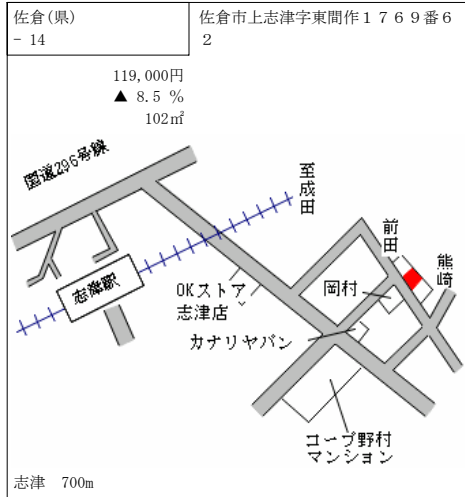 佐倉(県)
- 14
佐倉市上志津字東間作１７６９番６
２
119,000円
▲ 8.5 %
102㎡
国道296号線
至成田
志津駅
前田
熊崎
OKストア
志津店
岡村
カナリヤパン
コープ野村
マンション
志津 700m